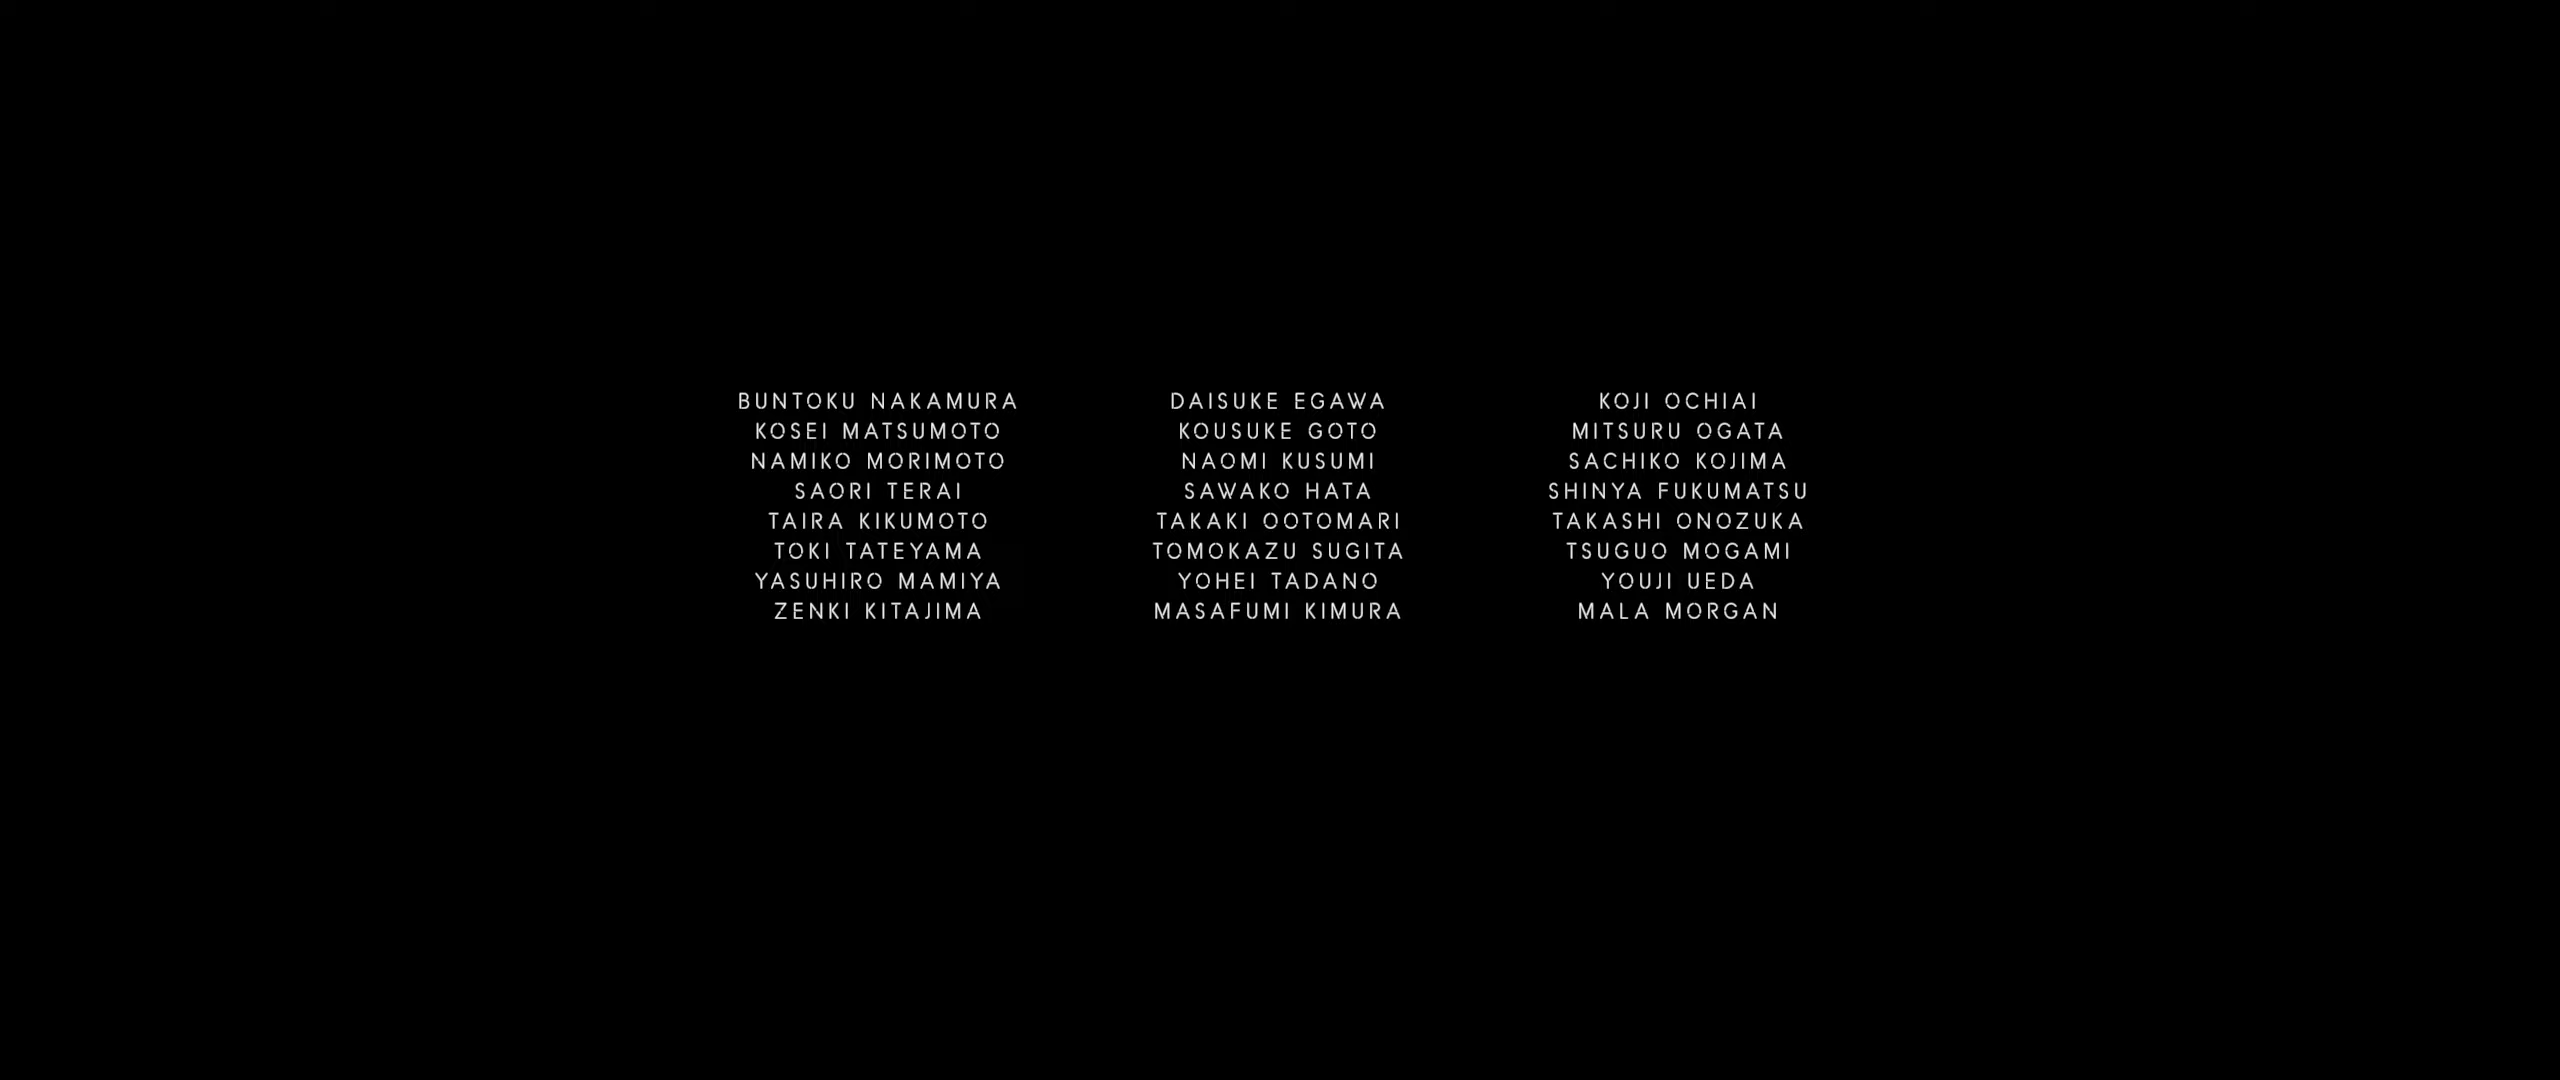 BUNTOKU NAKAMURA DAISUKE EGAWA KOJI OCHIAI
KOSEI MATSUMOTO KOUSUKE GOTO MITSURU OGATA
NAMIKO MORIMOTO NAOMI KUSUMI SACHIKO KOJIMA
SAORI TERAI SAWAKO HATA SHINYA FUKUMATSU
TAIRA KIKUMOTO TAKAKI OOTOMARI TAKASHI ONOZUKA
TOKI TATEYAMA TOMOKAZU SUGITA TSUGUO MOGAMI
YASUHIRO MAMIYA YOHEI TADANO YOUJI UEDA
ZENKI KITAJIMA MASAFUMI KIMURA MALA MORGAN